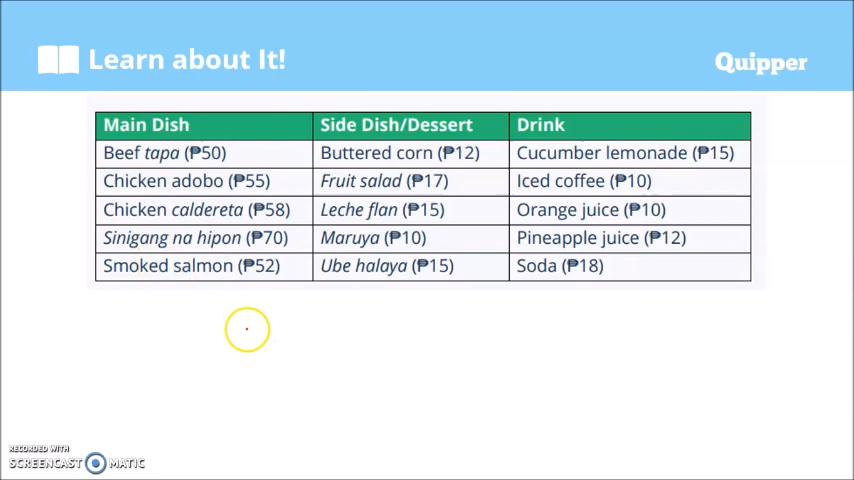 Learn about It!
Quipper
Main Dish Side Dish/Dessert Drink
Beef tapa (₱50) Buttered corn (₱12) Cucumber lemonade (₱15)
Chicken adobo (₱55) Fruit salad (₱17) Iced coffee (₱10)
Chicken caldereta (₱58) Leche flan (₱15) Orange juice (₱10)
Sinigang na hipon (₱70) Maruya (₱10) Pineapple juice (₱12)
Smoked salmon (₱52) Ube halaya (₱15) Soda (₱18)
RECORDED WITH
SCREENCAST MATIC